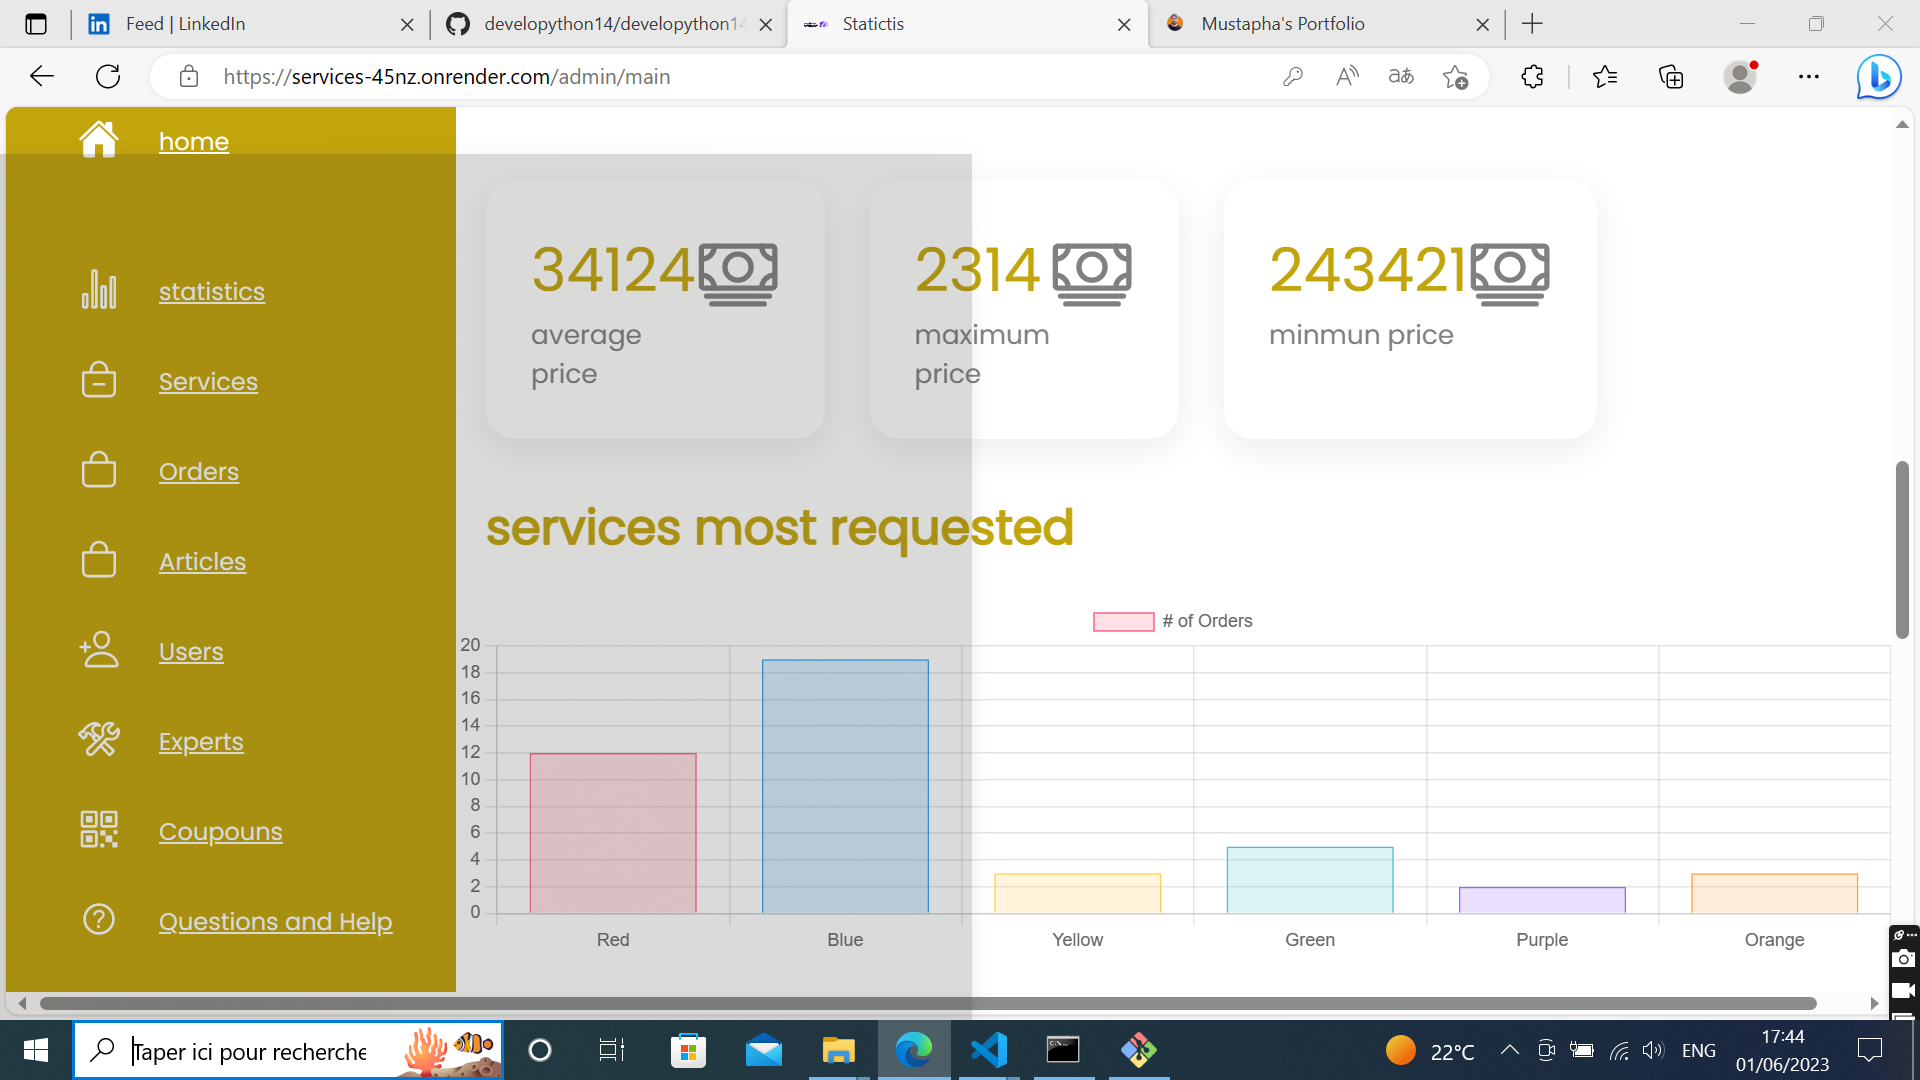 Feed | LinkedIn
developython14/developython14
Statictis
Mustapha's Portfolio
https://services-45nz.onrender.com/admin/main
home
statistics
Services
Orders
Articles
Users
Experts
Coupouns
Questions and Help
34124
average
price
2314
maximum
price
243421
minmun price
services most requested
# of Orders
20
18
16
14
12
10
8
6
4
2
0
Red
Blue
Yellow
Green
Purple
Orange
Taper ici pour recherche
22°C
ENG
17:44
01/06/2023